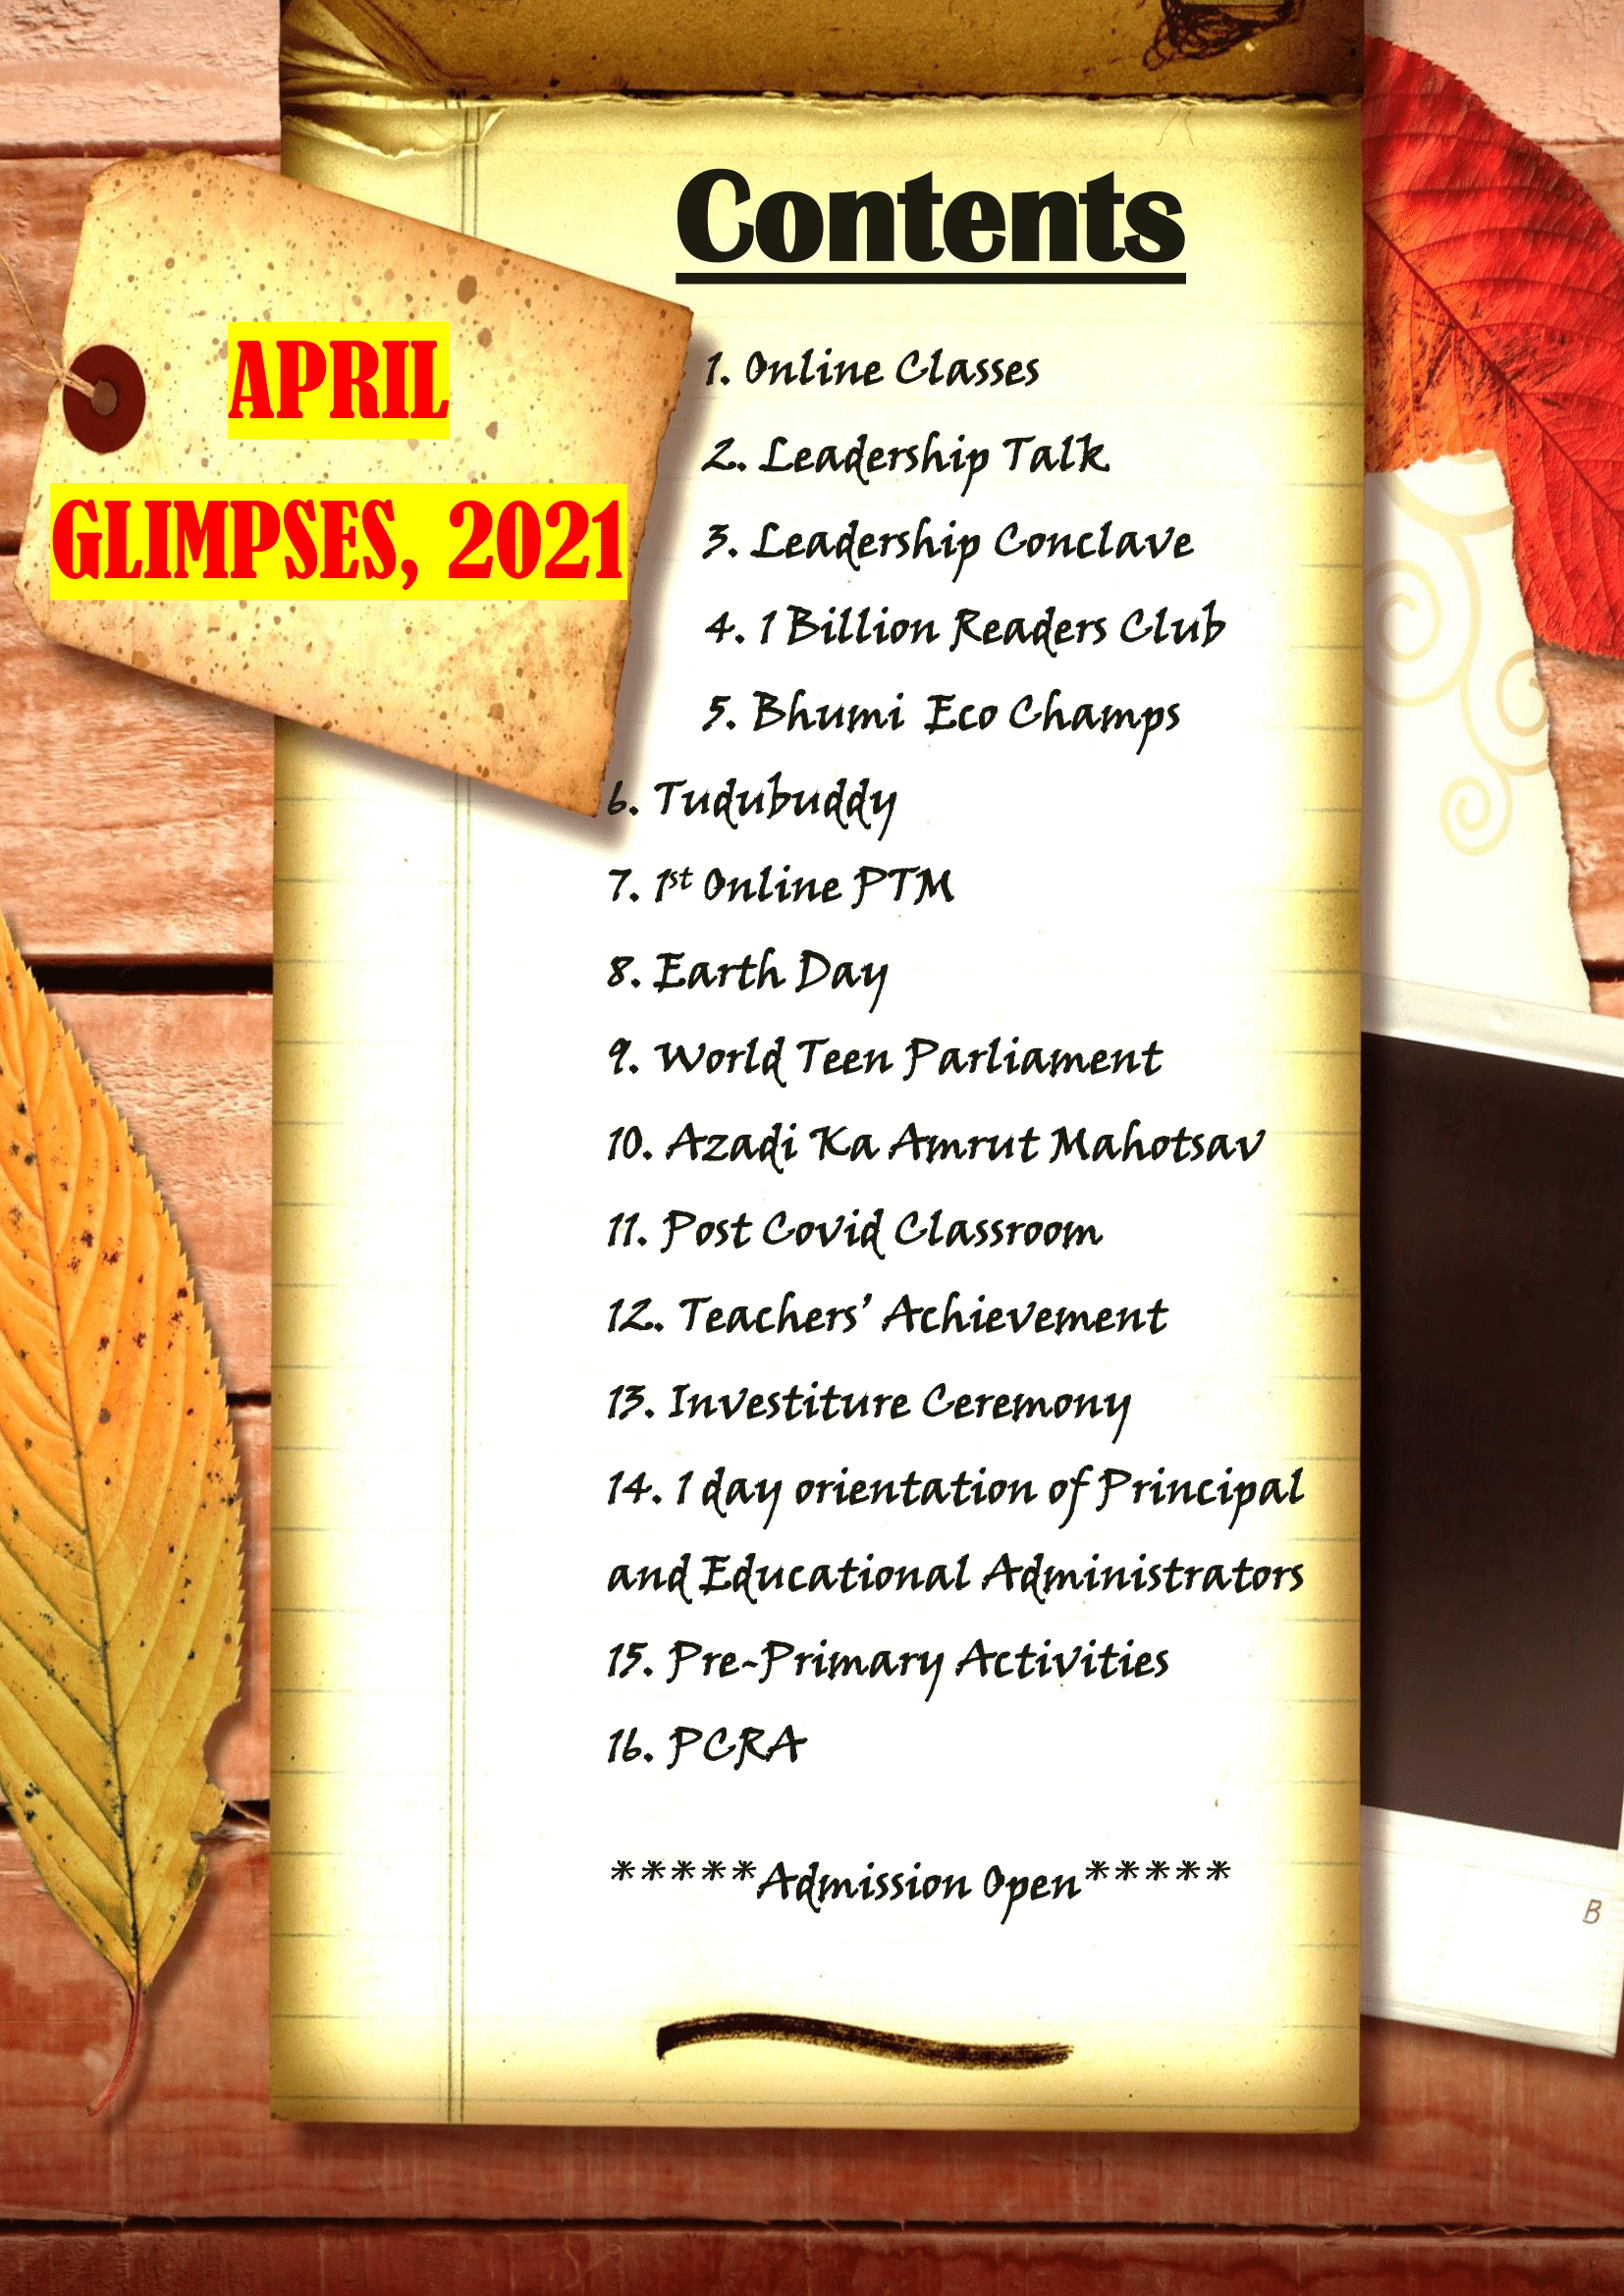 Contents
APRIL
GLIMPSES, 2021
1. Online Classes
2. Leadership Talk
3. Leadership Conclave
4. 1 Billion Readers Club
5. Bhumi Eco Champs
6. Tudubuddy
7. 1st Online PTM
8. Earth Day
9. World Teen Parliament
10. Azadi Ka Amrut Mahotsav
11. Post Covid Classroom
12. Teachers’ Achievement
13. Investiture Ceremony
14. 1 day orientation of Principal
and Educational Administrators
15. Pre-Primary Activities
16. PCRA
*****Admission Open*****
B